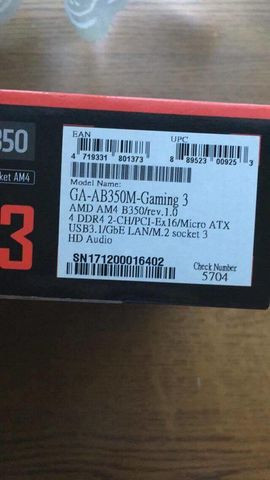 350
ket AM4
3
EAN
UPC
4 719331 801373
8 89523 00925 3
Model Name:
GA-AB350M-Gaming 3
AMD AM4 B350/rev.1.0
4 DDR4 2-CH/PCI-Ex16/Micro ATX
USB3.1/GbE LAN/M.2 socket 3
HD Audio
SN171200016402
Check Number
5704